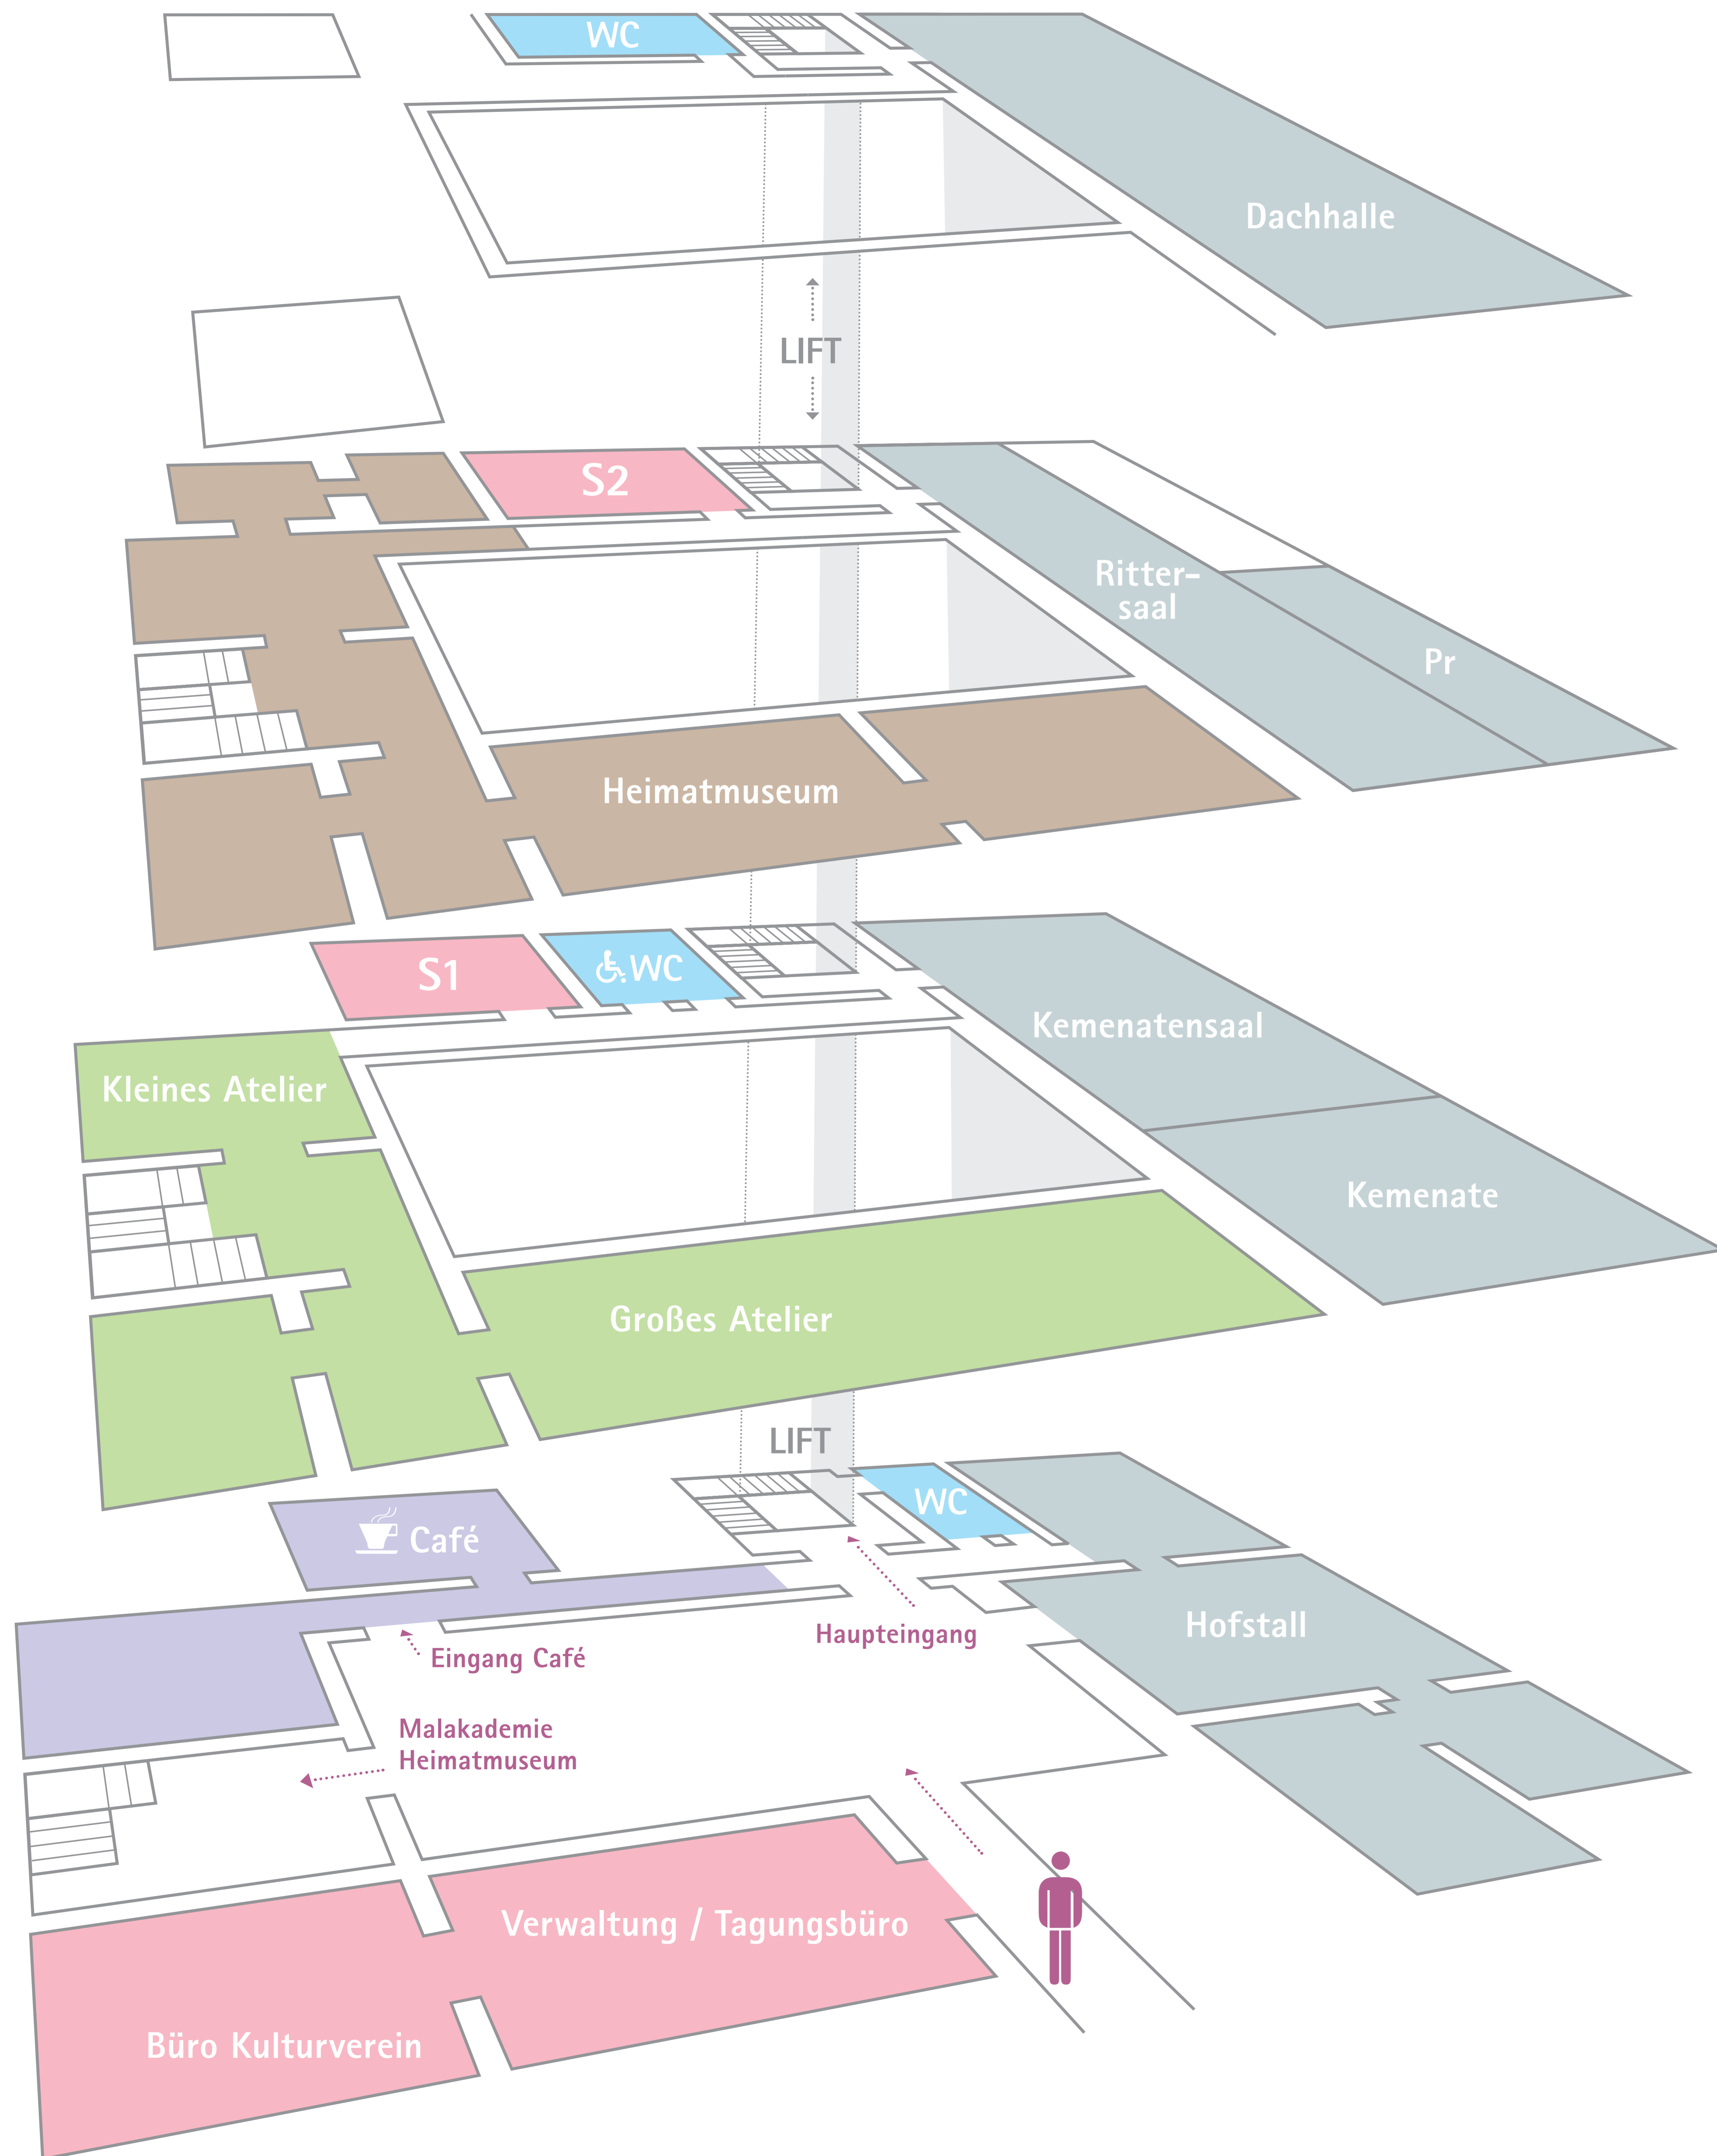 WC
Dachhalle
LIFT
S2
Ritter-
saal
Pr
Heimatmuseum
S1
WC
Kemenatensaal
Kleines Atelier
Kemenate
Großes Atelier
LIFT
WC
Café
Hofstall
Haupteingang
Eingang Café
Malakademie
Heimatmuseum
Verwaltung / Tagungsbüro
Büro Kulturverein